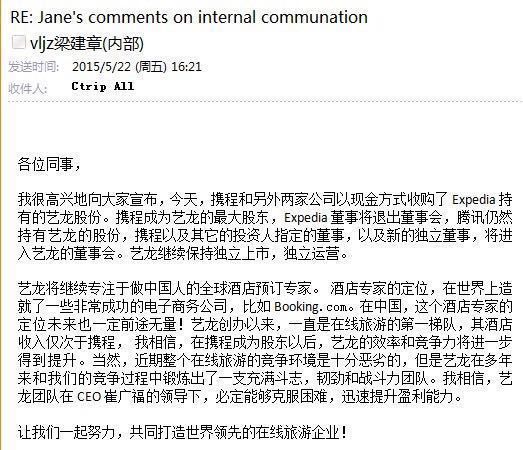 RE: Jane's comments on internal communation
vljz梁建章(内部)
发送时间: 2015/5/22 (周五) 16:21
收件人: Ctrip All
各位同事，
我很高兴地向大家宣布，今天，携程和另外两家公司以现金方式收购了 Expedia 持
有的艺龙股份。携程成为艺龙的最大股东，Expedia 董事将退出董事会，腾讯仍然
持有艺龙的股份，携程以及其它的投资人指定的董事，以及新的独立董事，将进
入艺龙的董事会。艺龙继续保持独立上市，独立运营。
艺龙将继续专注于做中国人的全球酒店预订专家。 酒店专家的定位，在世界上造
就了一些非常成功的电子商务公司，比如 Booking.com。在中国，这个酒店专家的
定位未来也一定前途无量！艺龙创办以来，一直是在线旅游的第一梯队，其酒店
收入仅次于携程， 我相信，在携程成为股东以后，艺龙的效率和竞争力将进一步
得到提升。当然，近期整个在线旅游的竞争环境是十分恶劣的，但是艺龙在多年
来和我们的竞争过程中锻炼出了一支充满斗志，韧劲和战斗力团队。我相信，艺
龙团队在 CEO 崔广福的领导下，必定能够克服困难，迅速提升盈利能力。
让我们一起努力，共同打造世界领先的在线旅游企业！